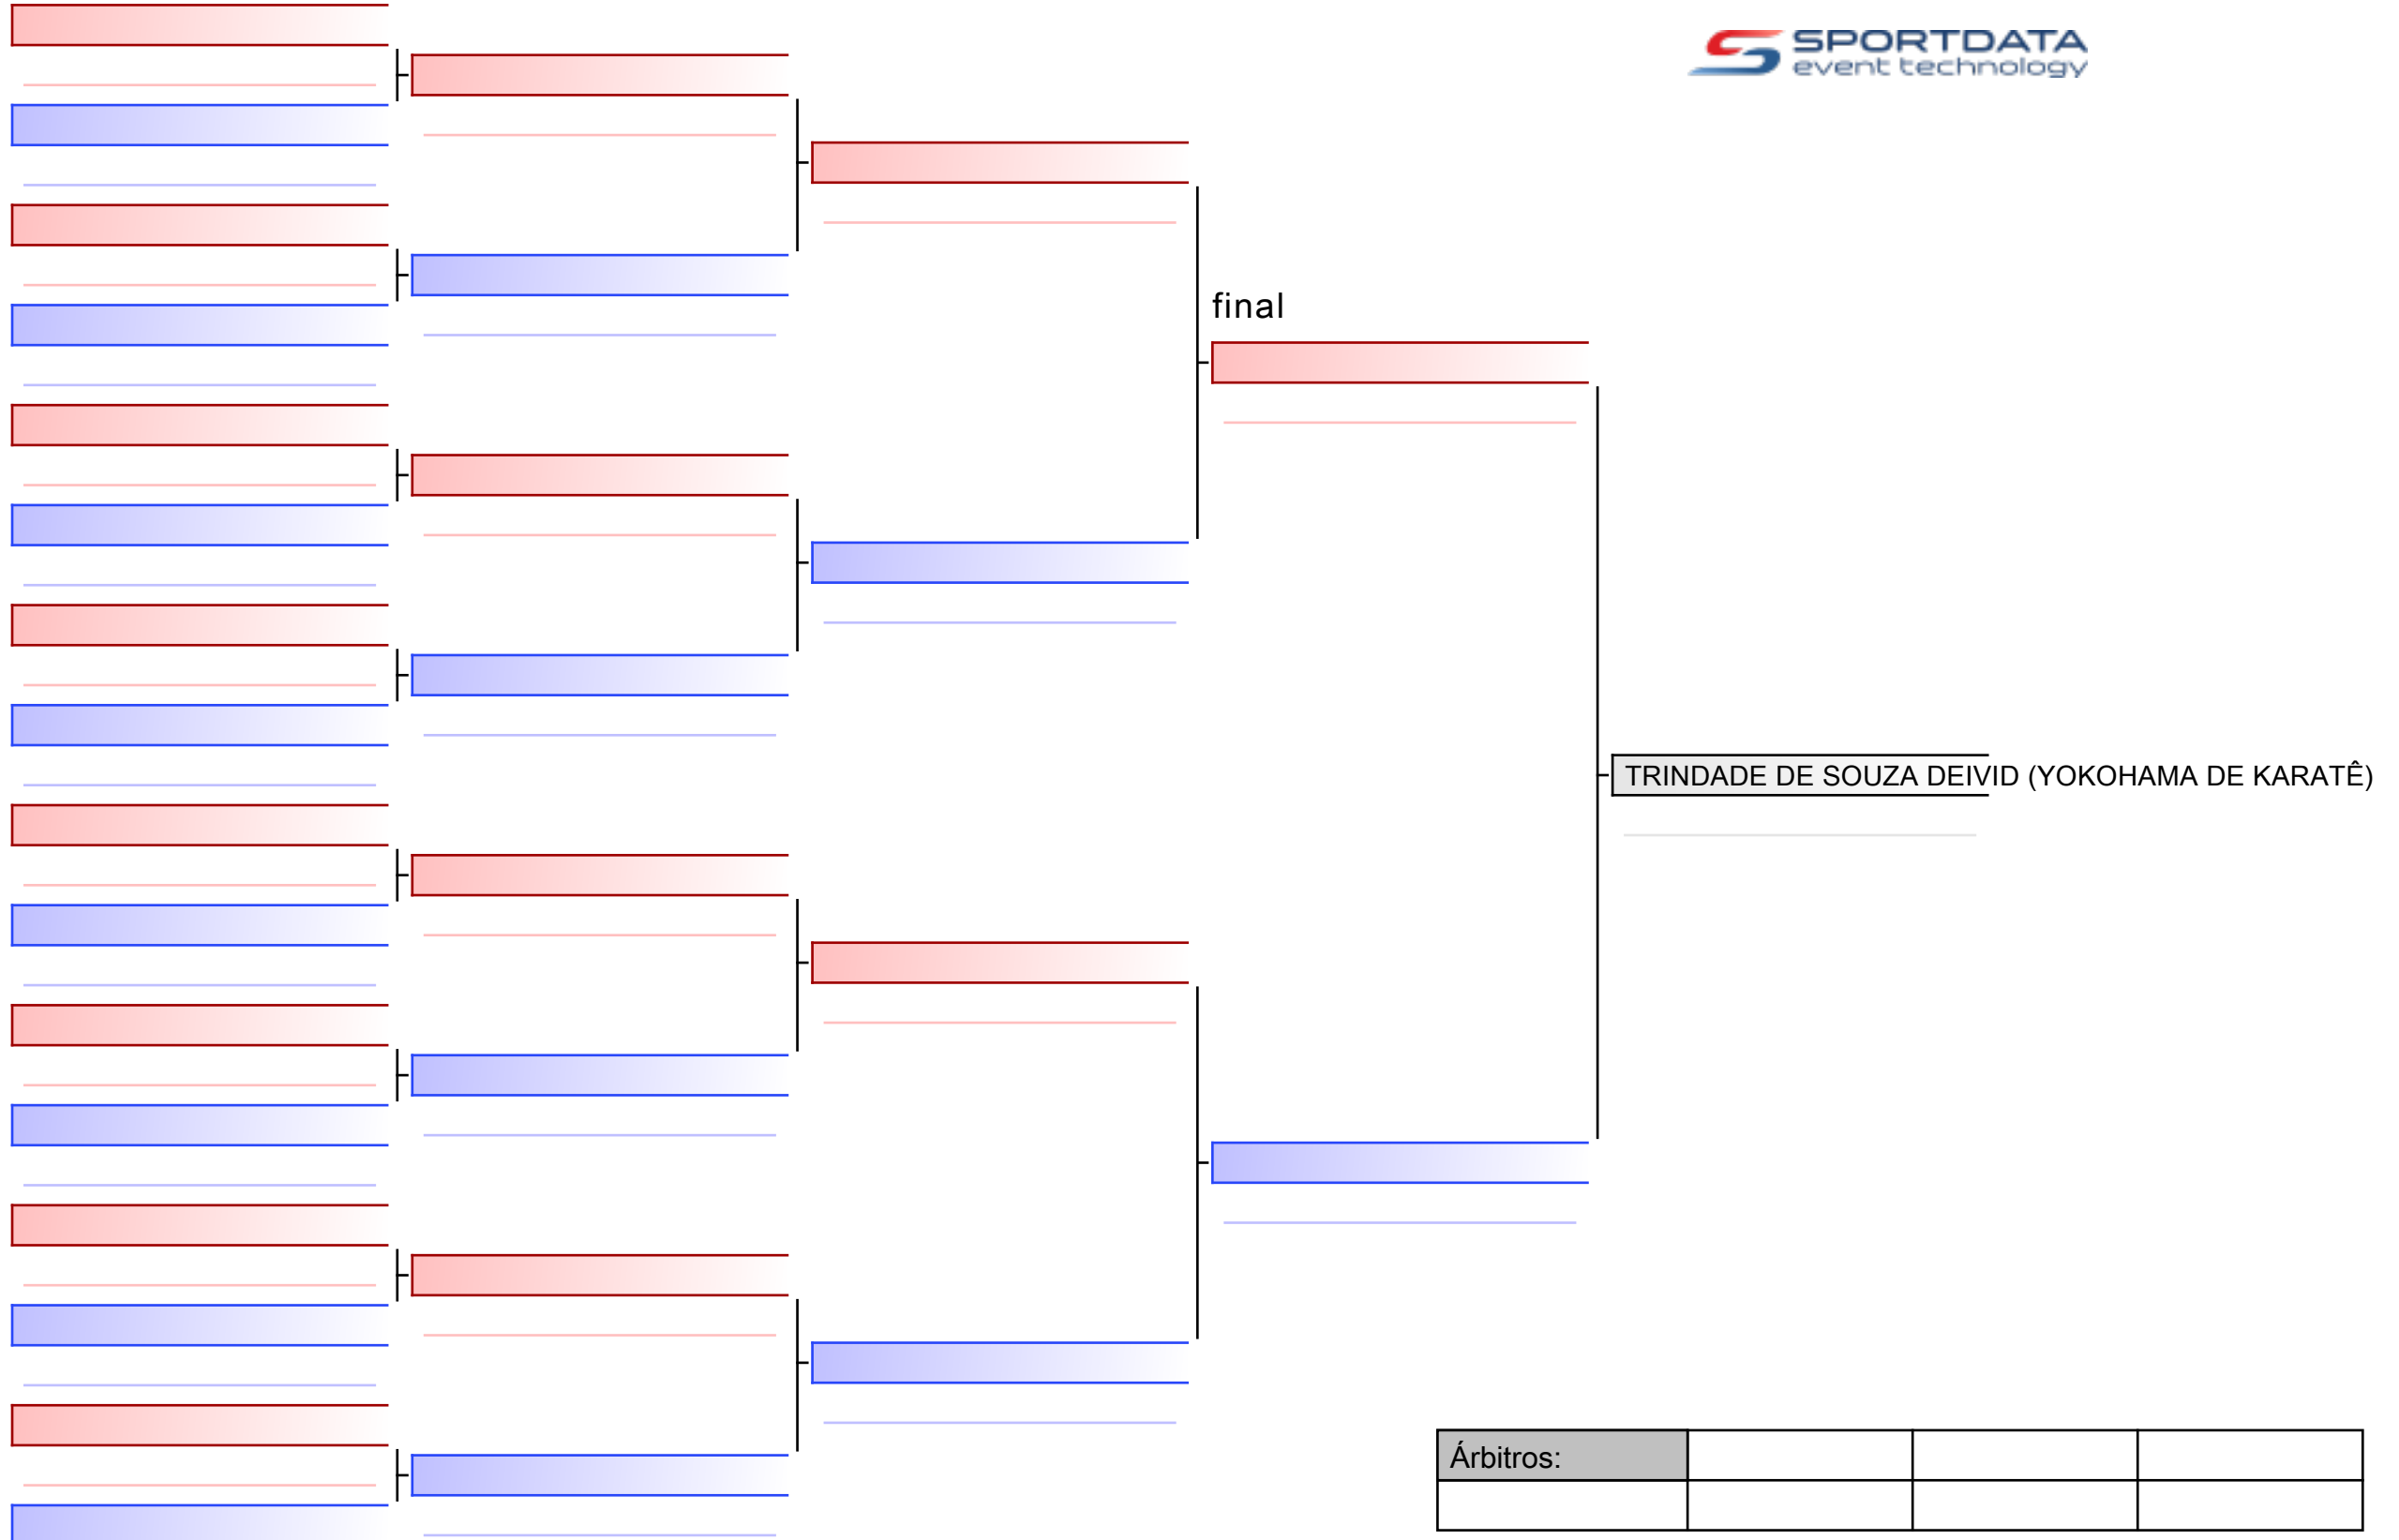 SPORTDATA
event technology
final
TRINDADE DE SOUZA DEIVID (YOKOHAMA DE KARATÊ)
Árbitros: